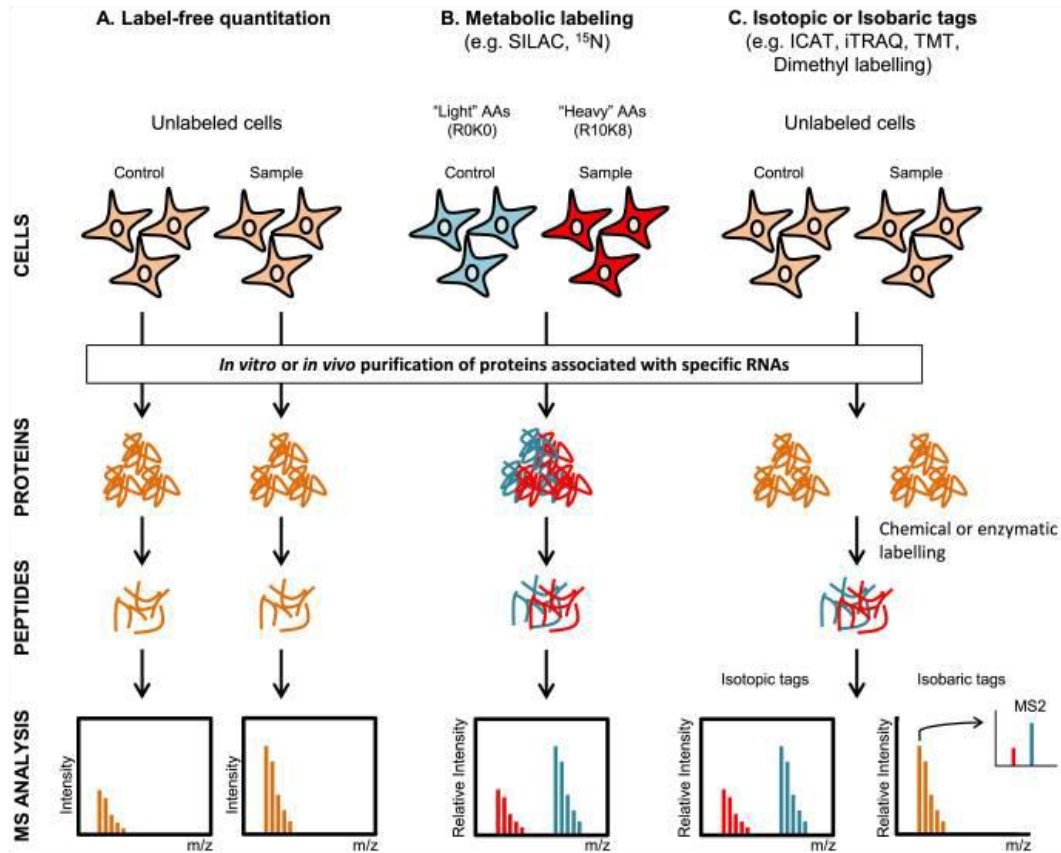 A. Label-free quantitation
B. Metabolic labeling
(e.g. SILAC, ¹⁵N)
C. Isotopic or Isobaric tags
(e.g. ICAT, iTRAQ, TMT,
Dimethyl labelling)
Unlabeled cells
"Light" AAs
(R0K0)
"Heavy" AAs
(R10K8)
Unlabeled cells
Control
Sample
Control
Sample
Control
Sample
CELLS
In vitro or in vivo purification of proteins associated with specific RNAs
PROTEINS
Chemical or enzymatic
labelling
PEPTIDES
Isotopic tags
Isobaric tags
MS ANALYSIS
Intensity
m/z
Intensity
m/z
Relative Intensity
m/z
Relative Intensity
m/z
Relative Intensity
m/z
MS2